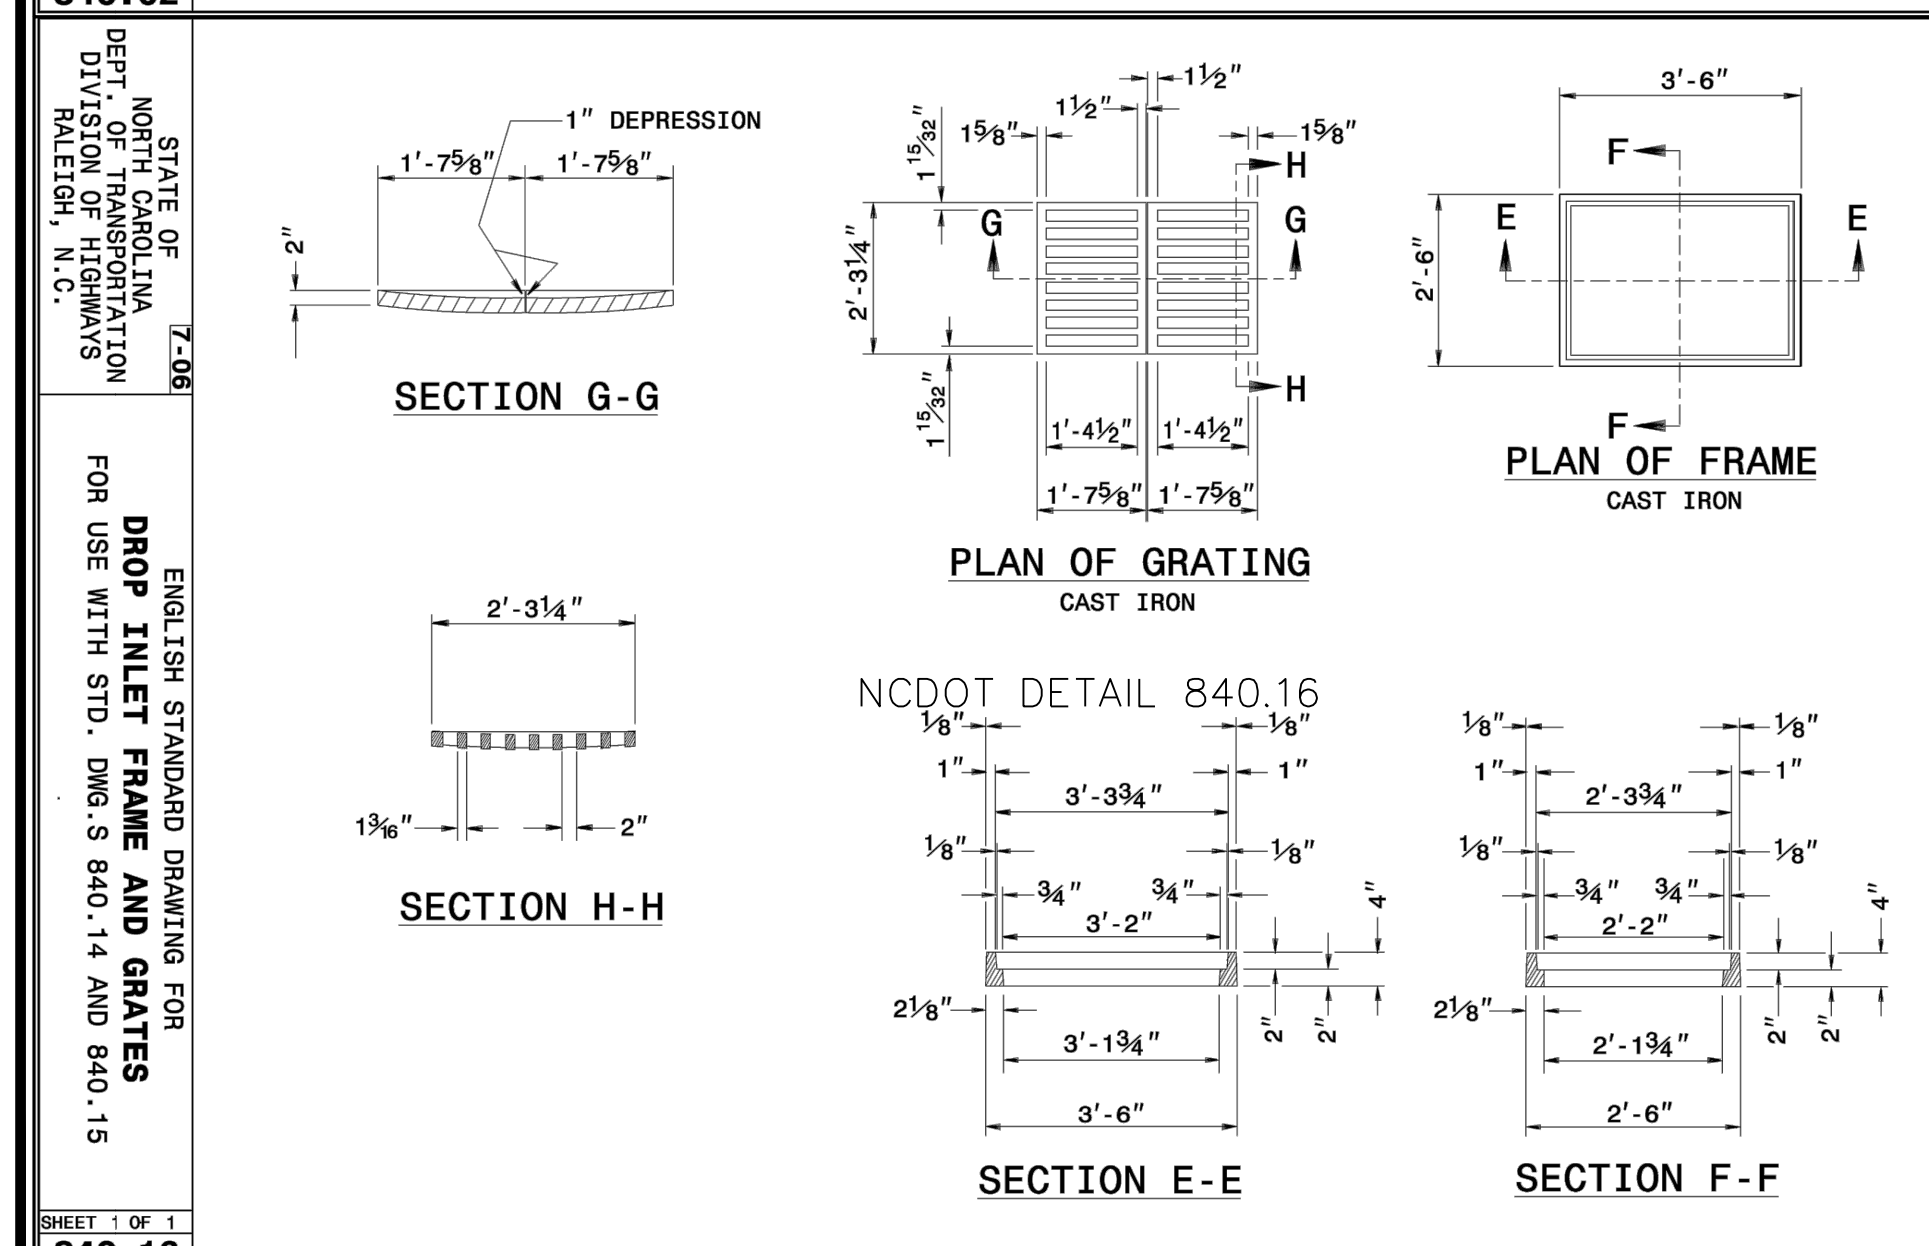 STATE OF
NORTH CAROLINA
DEPT. OF TRANSPORTATION
DIVISION OF HIGHWAYS
RALEIGH, N.C.
7-06
ENGLISH STANDARD DRAWING FOR
DROP INLET FRAME AND GRATES
FOR USE WITH STD. DWG.S 840.14 AND 840.15
SHEET 1 OF 1
1" DEPRESSION
1'-7⅝" 1'-7⅝"
2"
SECTION G-G
1½"
1½"
1⅝" 1⅝"
1 15/32"
H
G G
2'-3¼"
H
1 15/32"
1'-4½" 1'-4½"
1'-7⅝" 1'-7⅝"
PLAN OF GRATING
CAST IRON
3'-6"
F
E E
2'-6"
F
PLAN OF FRAME
CAST IRON
2'-3¼"
1 3/16" 2"
SECTION H-H
NCDOT DETAIL 840.16
⅛" ⅛"
1" 1"
3'-3¾"
⅛" ⅛"
¾" ¾"
3'-2"
4"
2⅛"
2" 2"
3'-1¾"
3'-6"
SECTION E-E
⅛" ⅛"
1" 1"
2'-3¾"
⅛" ⅛"
¾" ¾"
2'-2"
4"
2⅛"
2" 2"
2'-1¾"
2'-6"
SECTION F-F